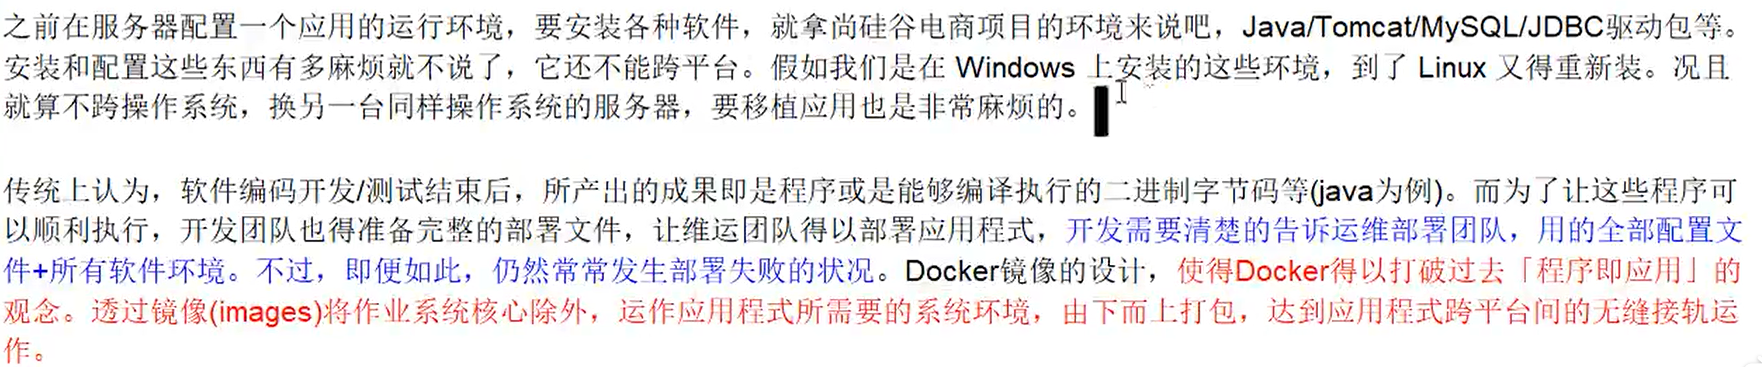 之前在服务器配置一个应用的运行环境，要安装各种软件，就拿尚硅谷电商项目的环境来说吧，Java/Tomcat/MySQL/JDBC驱动包等。
安装和配置这些东西有多麻烦就不说了，它还不能跨平台。假如我们是在 Windows 上安装的这些环境，到了 Linux 又得重新装。况且
就算不跨操作系统，换另一台同样操作系统的服务器，要移植应用也是非常麻烦的。
传统上认为，软件编码开发/测试结束后，所产出的成果即是程序或是能够编译执行的二进制字节码等(java为例)。而为了让这些程序可
以顺利执行，开发团队也得准备完整的部署文件，让维运团队得以部署应用程式，开发需要清楚的告诉运维部署团队，用的全部配置文
件+所有软件环境。不过，即便如此，仍然常常发生部署失败的状况。Docker镜像的设计，使得Docker得以打破过去「程序即应用」的
观念。透过镜像(images)将作业系统核心除外，运作应用程式所需要的系统环境，由下而上打包，达到应用程式跨平台间的无缝接轨运
作。